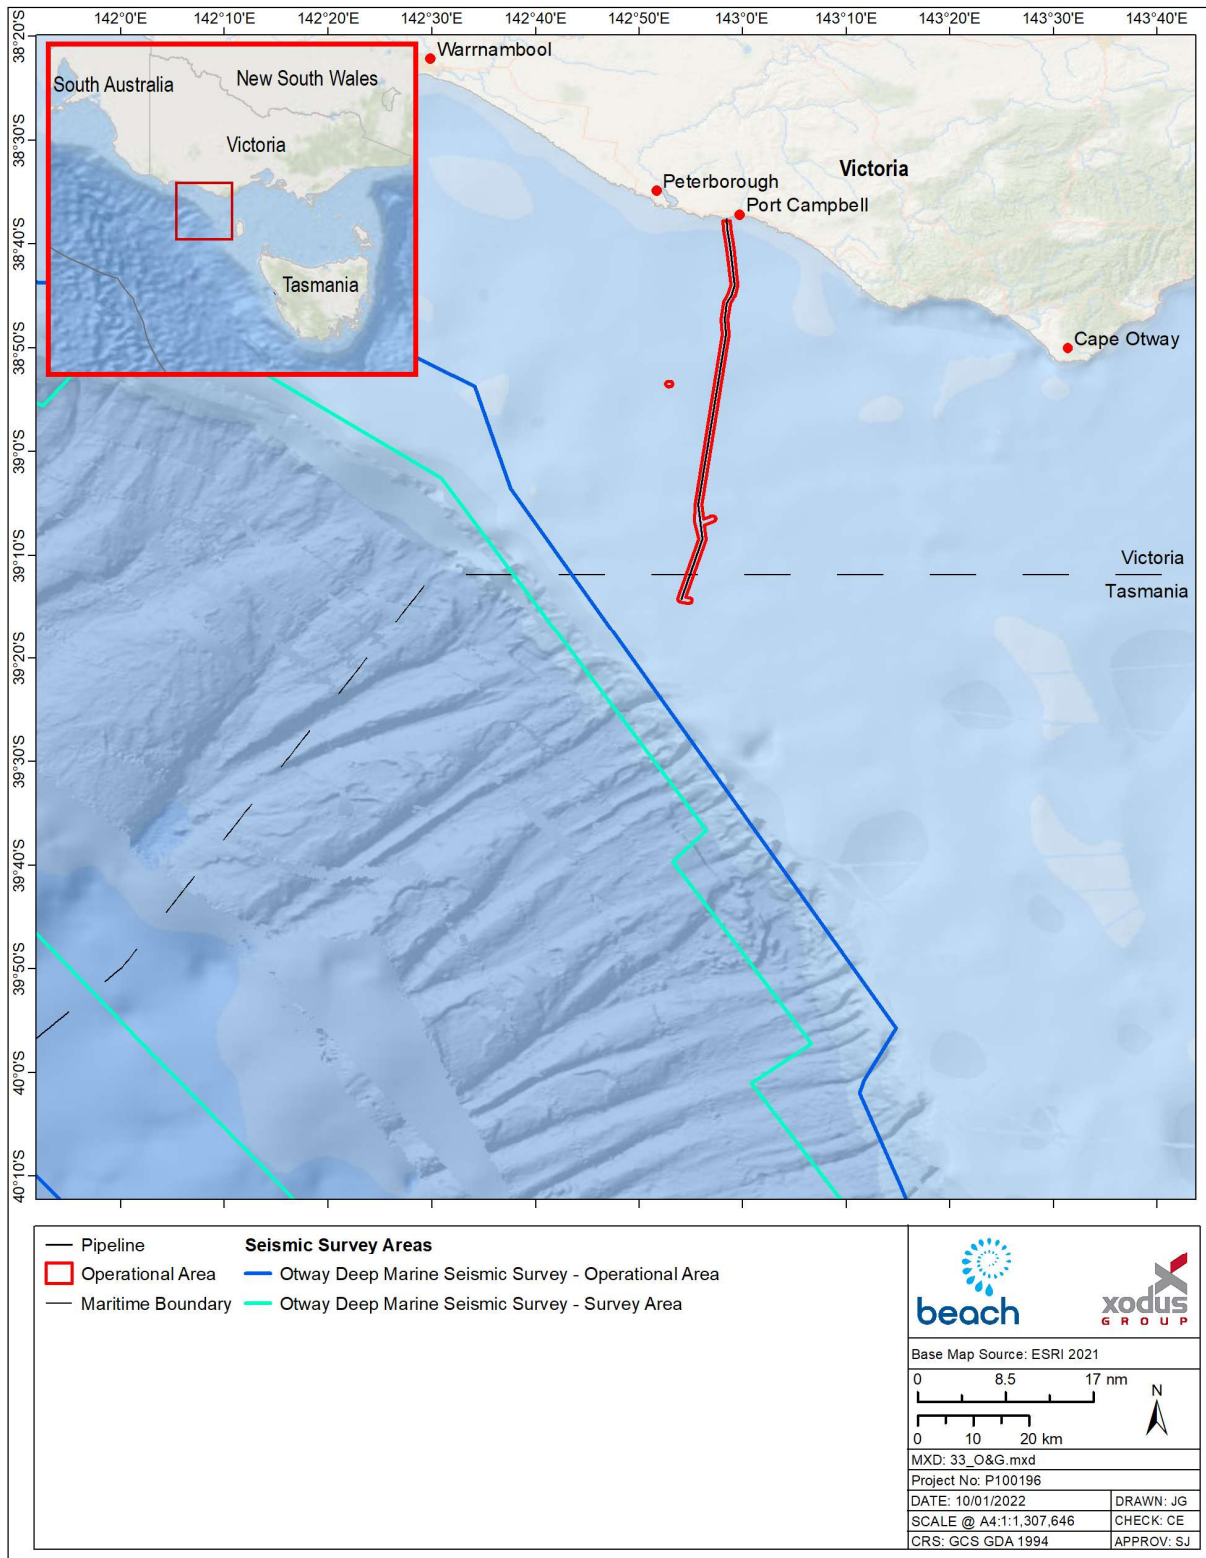 142°0'E 142°10'E 142°20'E 142°30'E 142°40'E 142°50'E 143°0'E 143°10'E 143°20'E 143°30'E 143°40'E
38°20'S
38°30'S
38°40'S
38°50'S
39°0'S
39°10'S
39°20'S
39°30'S
39°40'S
39°50'S
40°0'S
40°10'S
South Australia
New South Wales
Victoria
Tasmania
Warrnambool
Peterborough
Port Campbell
Victoria
Cape Otway
Victoria
Tasmania
Pipeline
Operational Area
Maritime Boundary
Seismic Survey Areas
Otway Deep Marine Seismic Survey - Operational Area
Otway Deep Marine Seismic Survey - Survey Area
beach
xodus
GROUP
Base Map Source: ESRI 2021
0 8.5 17 nm
N
0 10 20 km
MXD: 33_O&G.mxd
Project No: P100196
DATE: 10/01/2022 DRAWN: JG
SCALE @ A4:1:1,307,646 CHECK: CE
CRS: GCS GDA 1994 APPROV: SJ